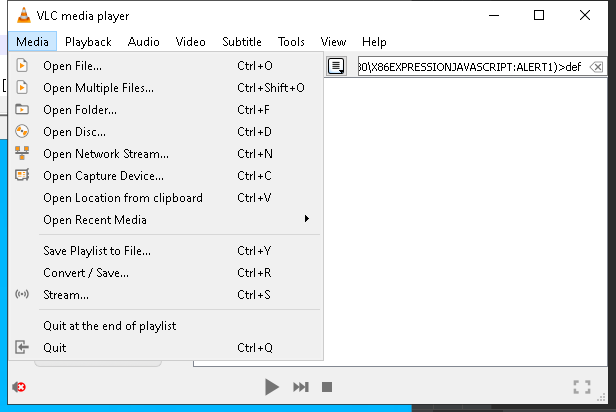 VLC media player
Media Playback Audio Video Subtitle Tools View Help
Open File... Ctrl+O
30\X86EXPRESSIONJAVASCRIPT:ALERT1)>def
Open Multiple Files... Ctrl+Shift+O
Open Folder... Ctrl+F
Open Disc... Ctrl+D
Open Network Stream... Ctrl+N
Open Capture Device... Ctrl+C
Open Location from clipboard Ctrl+V
Open Recent Media
Save Playlist to File... Ctrl+Y
Convert / Save... Ctrl+R
Stream... Ctrl+S
Quit at the end of playlist
Quit Ctrl+Q